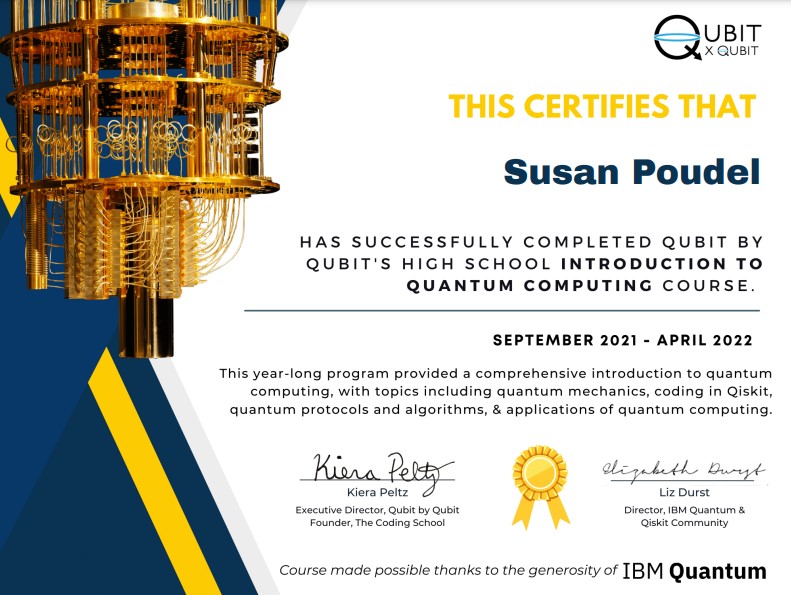 QUBIT
X QUBIT
THIS CERTIFIES THAT
Susan Poudel
HAS SUCCESSFULLY COMPLETED QUBIT BY
QUBIT'S HIGH SCHOOL INTRODUCTION TO
QUANTUM COMPUTING COURSE.
SEPTEMBER 2021 - APRIL 2022
This year-long program provided a comprehensive introduction to quantum
computing, with topics including quantum mechanics, coding in Qiskit,
quantum protocols and algorithms, & applications of quantum computing.
Kiera Peltz
Kiera Peltz
Executive Director, Qubit by Qubit
Founder, The Coding School
Elizabeth Durst
Liz Durst
Director, IBM Quantum &
Qiskit Community
Course made possible thanks to the generosity of IBM Quantum